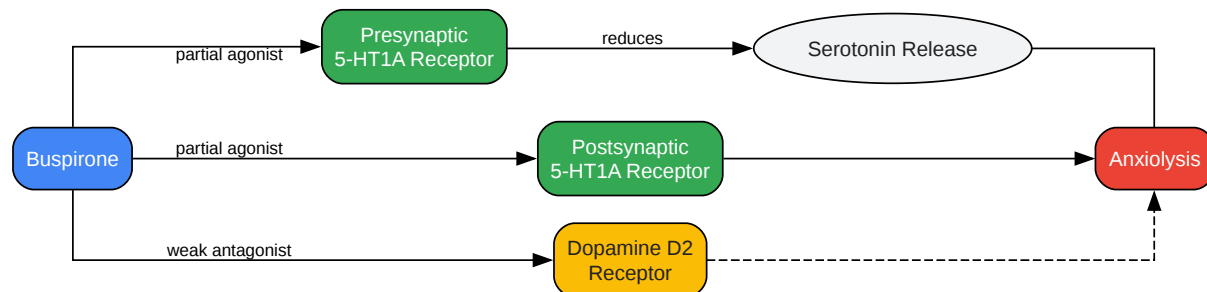 Presynaptic
5-HT1A Receptor
partial agonist
reduces
Serotonin Release
Buspirone
partial agonist
Postsynaptic
5-HT1A Receptor
Anxiolysis
weak antagonist
Dopamine D2
Receptor